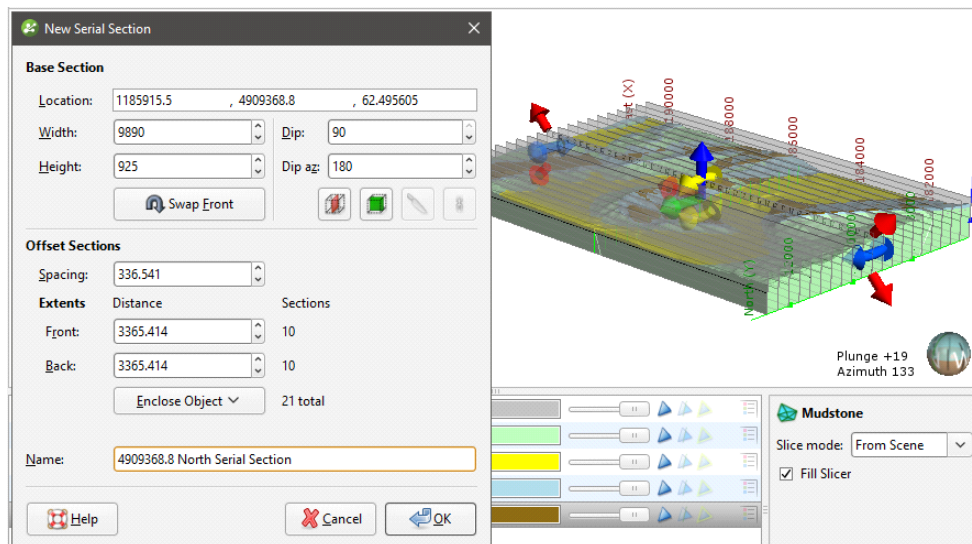 New Serial Section
Base Section
Location: 1185915.5 , 4909368.8 , 62.495605
Width: 9890 Dip: 90
Height: 925 Dip az: 180
Swap Front
Offset Sections
Spacing: 336.541
Extents Distance Sections
Front: 3365.414 10
Back: 3365.414 10
Enclose Object 21 total
Name: 4909368.8 North Serial Section
Help Cancel OK
190000
188000
184000
182000
North (Y)
Plunge +19
Azimuth 133
Mudstone
Slice mode: From Scene
Fill Slicer